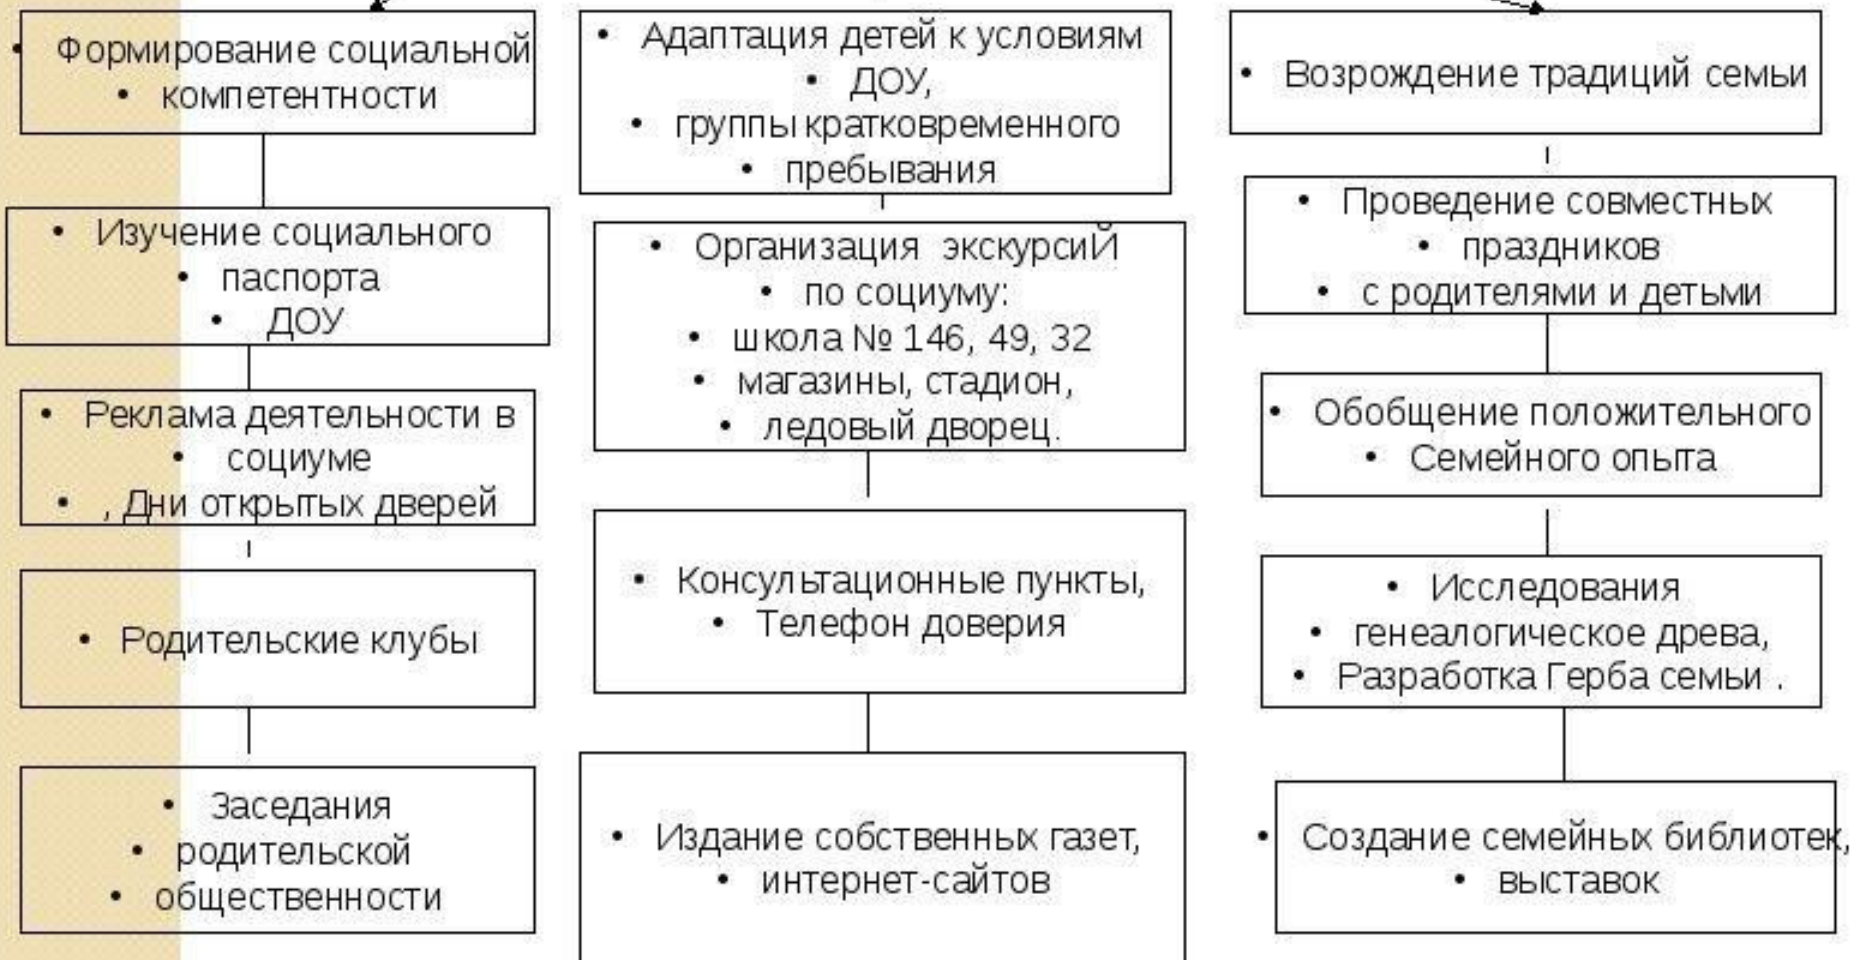 • Формирование социальной
• компетентности
• Изучение социального
• паспорта
• ДОУ
• Реклама деятельности в
• социуме
• , Дни открытых дверей
• Родительские клубы
• Заседания
• родительской
• общественности
• Адаптация детей к условиям
• ДОУ,
• группы кратковременного
• пребывания
• Организация экскурсиЙ
• по социуму:
• школа № 146, 49, 32
• магазины, стадион,
• ледовый дворец.
• Консультационные пункты,
• Телефон доверия
• Издание собственных газет,
• интернет-сайтов
• Возрождение традиций семьи
• Проведение совместных
• праздников
• с родителями и детьми
• Обобщение положительного
• Семейного опыта
• Исследования
• генеалогическое древа,
• Разработка Герба семьи .
• Создание семейных библиотек,
• выставок